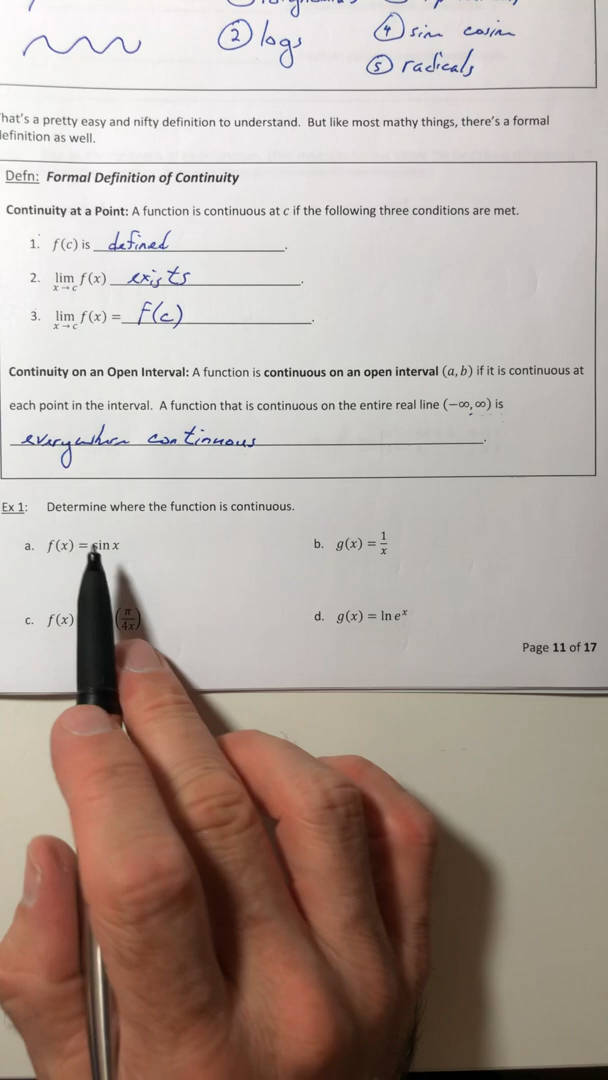 ② logs
④ sin cosin
⑤ radicals
hat's a pretty easy and nifty definition to understand. But like most mathy things, there's a formal
definition as well.
Defn: Formal Definition of Continuity
Continuity at a Point: A function is continuous at c if the following three conditions are met.
1. f(c) is defined.
2. lim x→c f(x) exists.
3. lim x→c f(x) = f(c).
Continuity on an Open Interval: A function is continuous on an open interval (a, b) if it is continuous at
each point in the interval. A function that is continuous on the entire real line (−∞, ∞) is
everywhere continuous.
Ex 1: Determine where the function is continuous.
a. f(x) = sin x
b. g(x) = 1/x
c. f(x) (π/4x)
d. g(x) = ln eˣ
Page 11 of 17